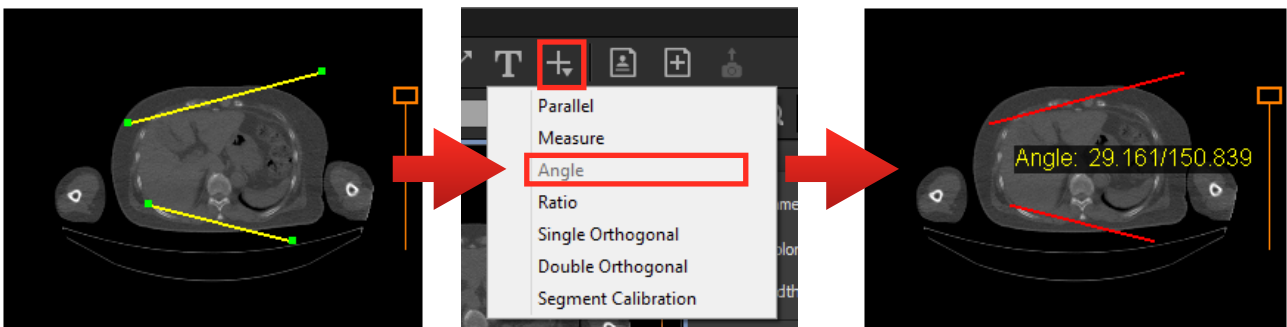 T
Parallel
Measure
Angle
Ratio
Single Orthogonal
Double Orthogonal
Segment Calibration
Angle: 29.161/150.839